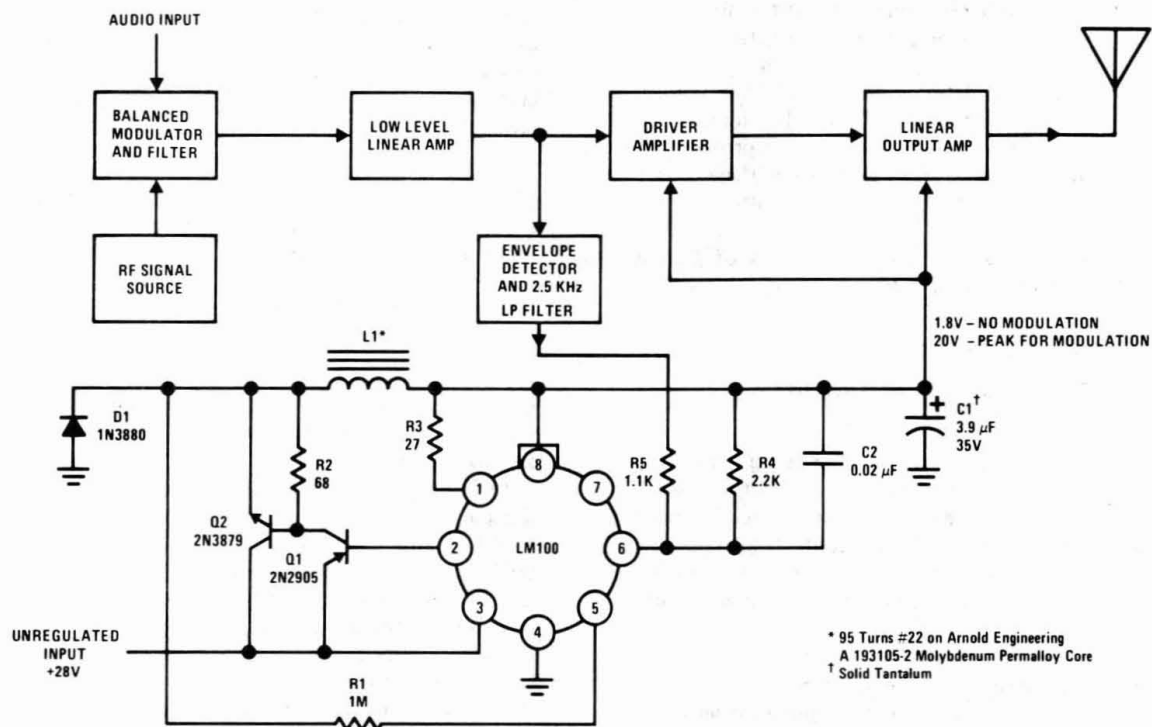 AUDIO INPUT
BALANCED
MODULATOR
AND FILTER
LOW LEVEL
LINEAR AMP
DRIVER
AMPLIFIER
LINEAR
OUTPUT AMP
RF SIGNAL
SOURCE
ENVELOPE
DETECTOR
AND 2.5 KHz
LP FILTER
1.8V – NO MODULATION
20V – PEAK FOR MODULATION
L1*
D1
1N3880
R2
68
R3
27
R5
1.1K
R4
2.2K
C2
0.02 μF
C1†
+
3.9 μF
35V
Q2
2N3879
Q1
2N2905
LM100
1
2
3
4
5
6
7
8
UNREGULATED
INPUT
+28V
R1
1M
* 95 Turns #22 on Arnold Engineering
A 193105-2 Molybdenum Permalloy Core
† Solid Tantalum